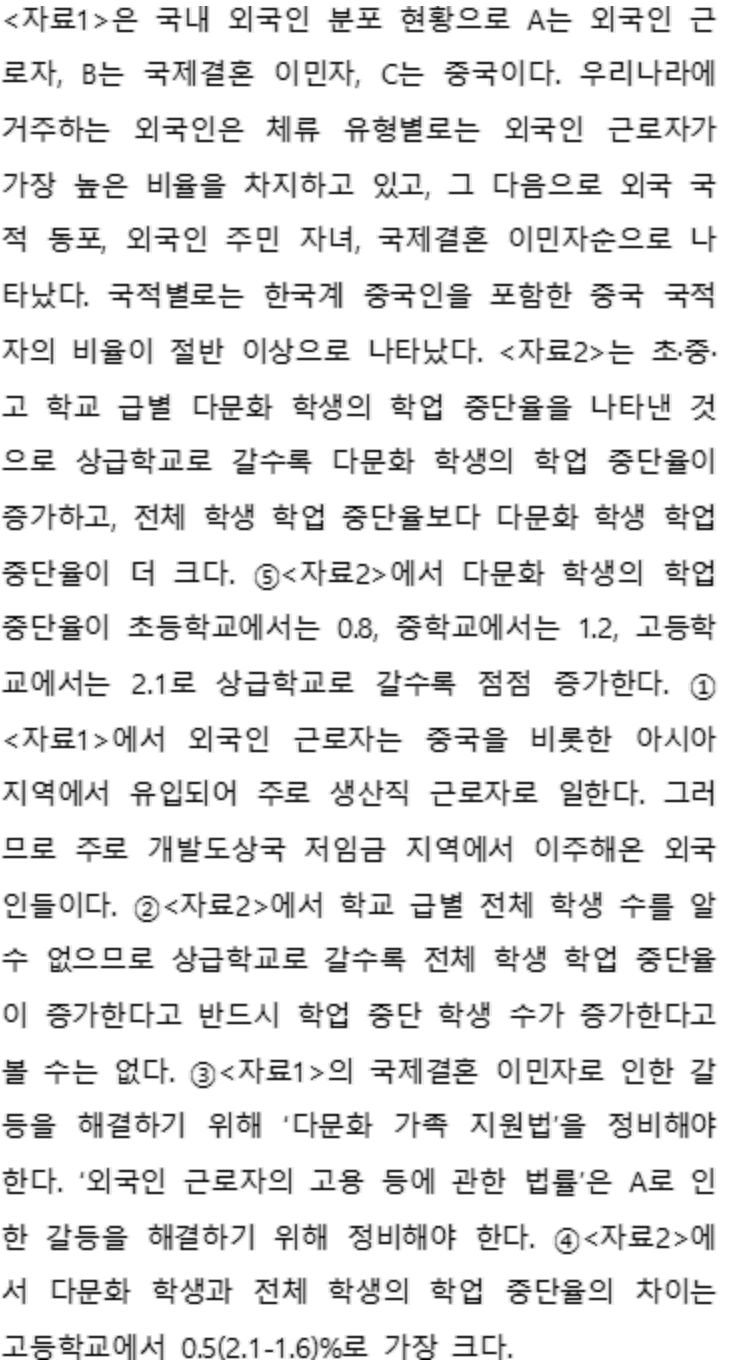 <자료1>은 국내 외국인 분포 현황으로 A는 외국인 근
로자, B는 국제결혼 이민자, C는 중국이다. 우리나라에
거주하는 외국인은 체류 유형별로는 외국인 근로자가
가장 높은 비율을 차지하고 있고, 그 다음으로 외국 국
적 동포, 외국인 주민 자녀, 국제결혼 이민자순으로 나
타났다. 국적별로는 한국계 중국인을 포함한 중국 국적
자의 비율이 절반 이상으로 나타났다. <자료2>는 초·중·
고 학교 급별 다문화 학생의 학업 중단율을 나타낸 것
으로 상급학교로 갈수록 다문화 학생의 학업 중단율이
증가하고, 전체 학생 학업 중단율보다 다문화 학생 학업
중단율이 더 크다. ⑤<자료2>에서 다문화 학생의 학업
중단율이 초등학교에서는 0.8, 중학교에서는 1.2, 고등학
교에서는 2.1로 상급학교로 갈수록 점점 증가한다. ①
<자료1>에서 외국인 근로자는 중국을 비롯한 아시아
지역에서 유입되어 주로 생산직 근로자로 일한다. 그러
므로 주로 개발도상국 저임금 지역에서 이주해온 외국
인들이다. ②<자료2>에서 학교 급별 전체 학생 수를 알
수 없으므로 상급학교로 갈수록 전체 학생 학업 중단율
이 증가한다고 반드시 학업 중단 학생 수가 증가한다고
볼 수는 없다. ③<자료1>의 국제결혼 이민자로 인한 갈
등을 해결하기 위해 ‘다문화 가족 지원법’을 정비해야
한다. ‘외국인 근로자의 고용 등에 관한 법률’은 A로 인
한 갈등을 해결하기 위해 정비해야 한다. ④<자료2>에
서 다문화 학생과 전체 학생의 학업 중단율의 차이는
고등학교에서 0.5(2.1-1.6)%로 가장 크다.